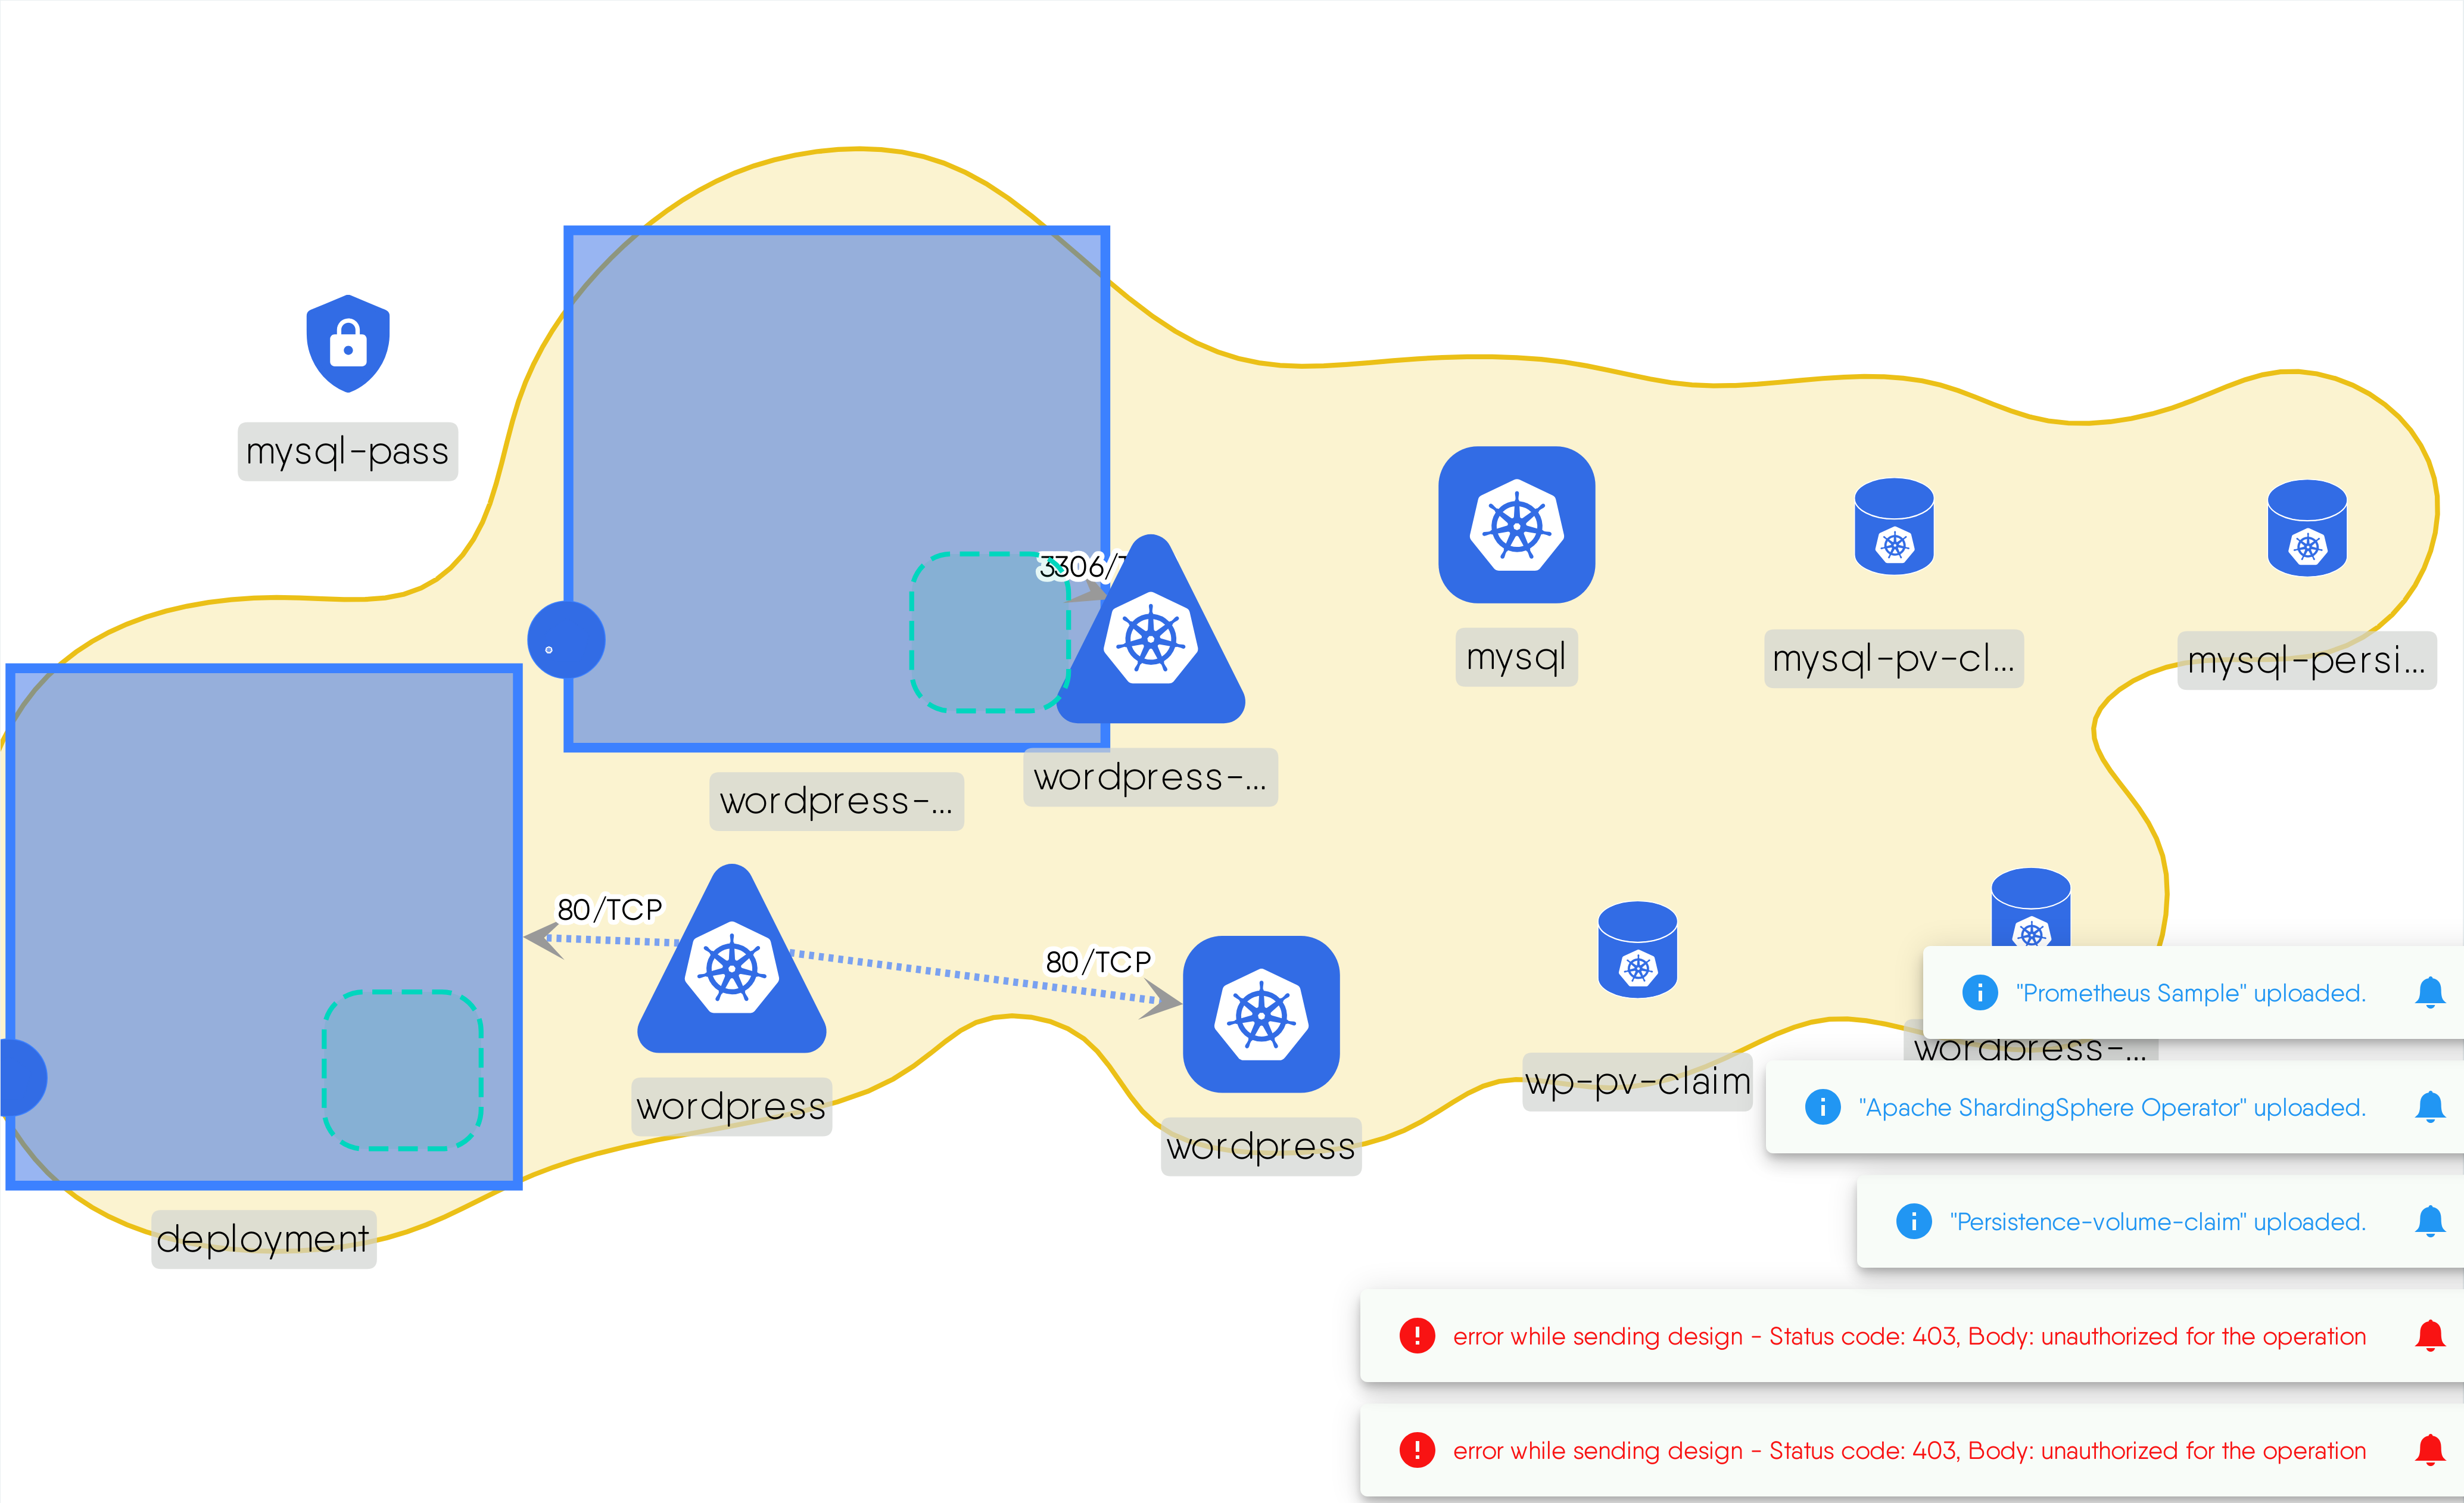 mysql-pass
3306/T
mysql
mysql-pv-cl...
mysql-persi...
wordpress-...
wordpress-...
80/TCP
80/TCP
wordpress
wordpress
wp-pv-claim
wordpress-...
deployment
"Prometheus Sample" uploaded.
"Apache ShardingSphere Operator" uploaded.
"Persistence-volume-claim" uploaded.
error while sending design - Status code: 403, Body: unauthorized for the operation
error while sending design - Status code: 403, Body: unauthorized for the operation